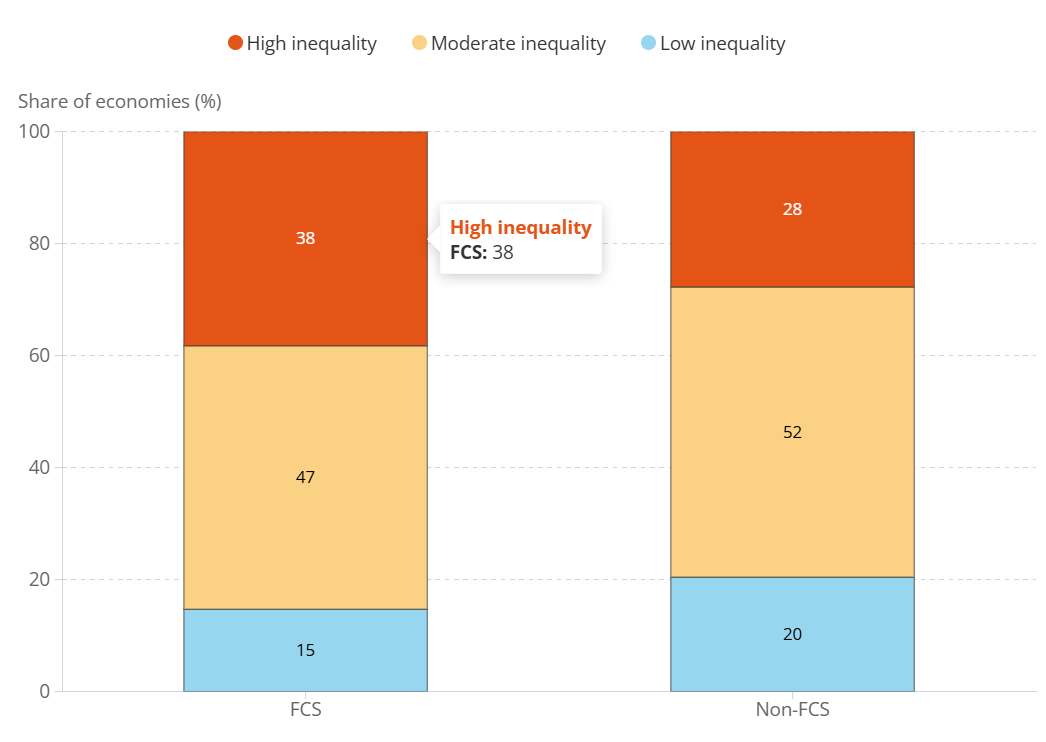 High inequality Moderate inequality Low inequality
Share of economies (%)
100
80
60
40
20
0
38
47
15
High inequality
FCS: 38
28
52
20
FCS Non-FCS